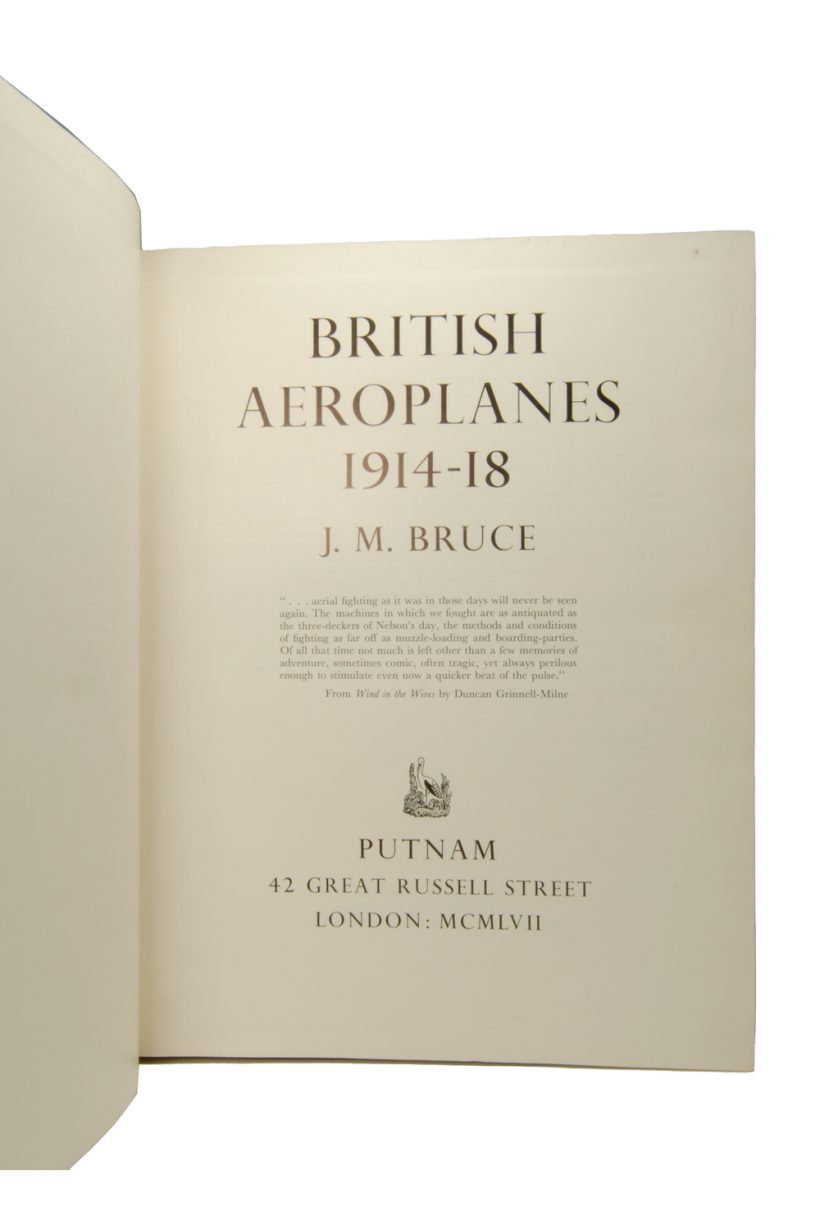 BRITISH
AEROPLANES
1914-18
J. M. BRUCE
". . . aerial fighting as it was in those days will never be seen
again. The machines in which we fought are as antiquated as
the three-deckers of Nelson's day, the methods and conditions
of fighting as far off as muzzle-loading and boarding-parties.
Of all that time not much is left other than a few memories of
adventure, sometimes comic, often tragic, yet always perilous
enough to stimulate even now a quicker beat of the pulse."
From Wind in the Wires by Duncan Grinnell-Milne
PUTNAM
42 GREAT RUSSELL STREET
LONDON: MCMLVII